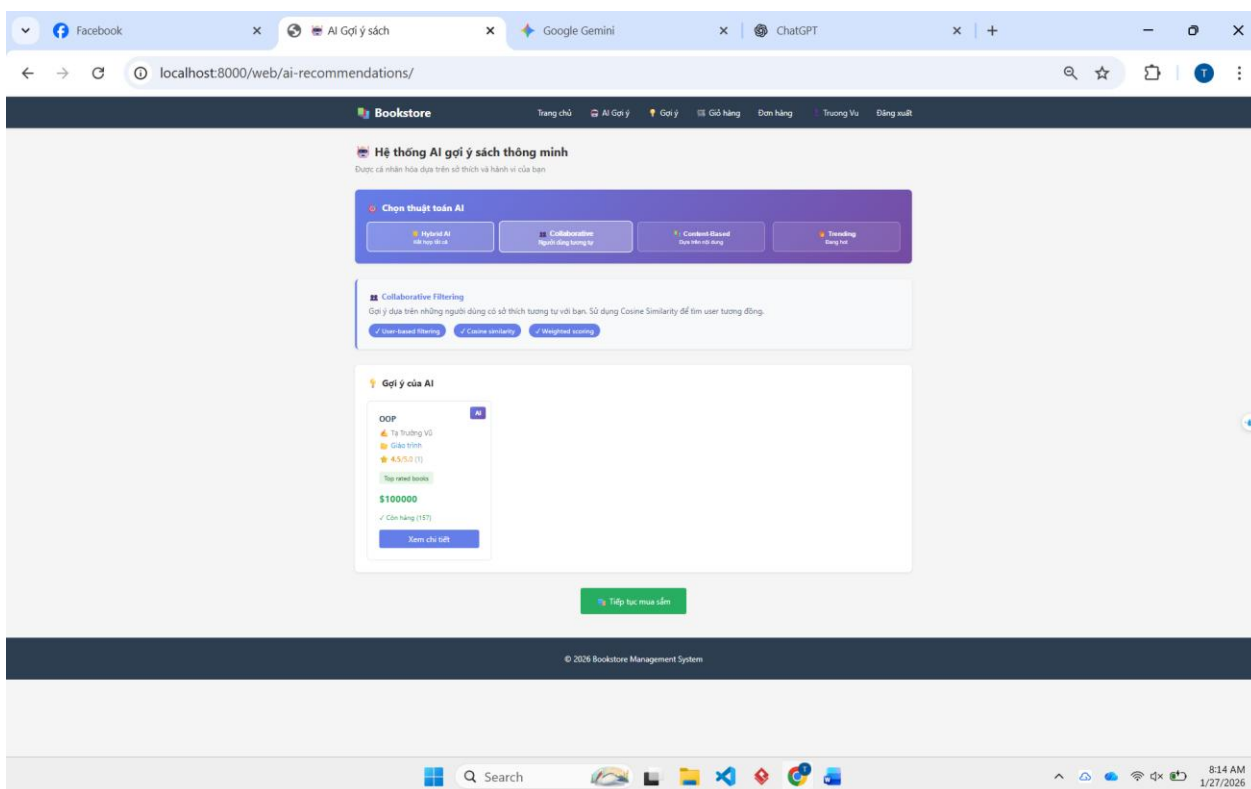 Facebook
AI Gợi ý sách
Google Gemini
ChatGPT
localhost:8000/web/ai-recommendations/
T
Bookstore
Trang chủ AI Gợi ý Gợi ý Giỏ hàng Đơn hàng Truong Vu Đăng xuất
Hệ thống AI gợi ý sách thông minh
Được cá nhân hóa dựa trên sở thích và hành vi của bạn
Chọn thuật toán AI
Hybrid AI
Kết hợp tất cả
Collaborative
Người dùng tương tự
Content-Based
Dựa trên nội dung
Trending
Đang hot
Collaborative Filtering
Gợi ý dựa trên những người dùng có sở thích tương tự với bạn. Sử dụng Cosine Similarity để tìm user tương đồng.
✓ User-based filtering ✓ Cosine similarity ✓ Weighted scoring
Gợi ý của AI
AI
OOP
Tạ Trường Vũ
Giáo trình
4.5/5.0 (1)
Top rated books
$100000
✓ Còn hàng (157)
Xem chi tiết
Tiếp tục mua sắm
© 2026 Bookstore Management System
Search
8:14 AM
1/27/2026